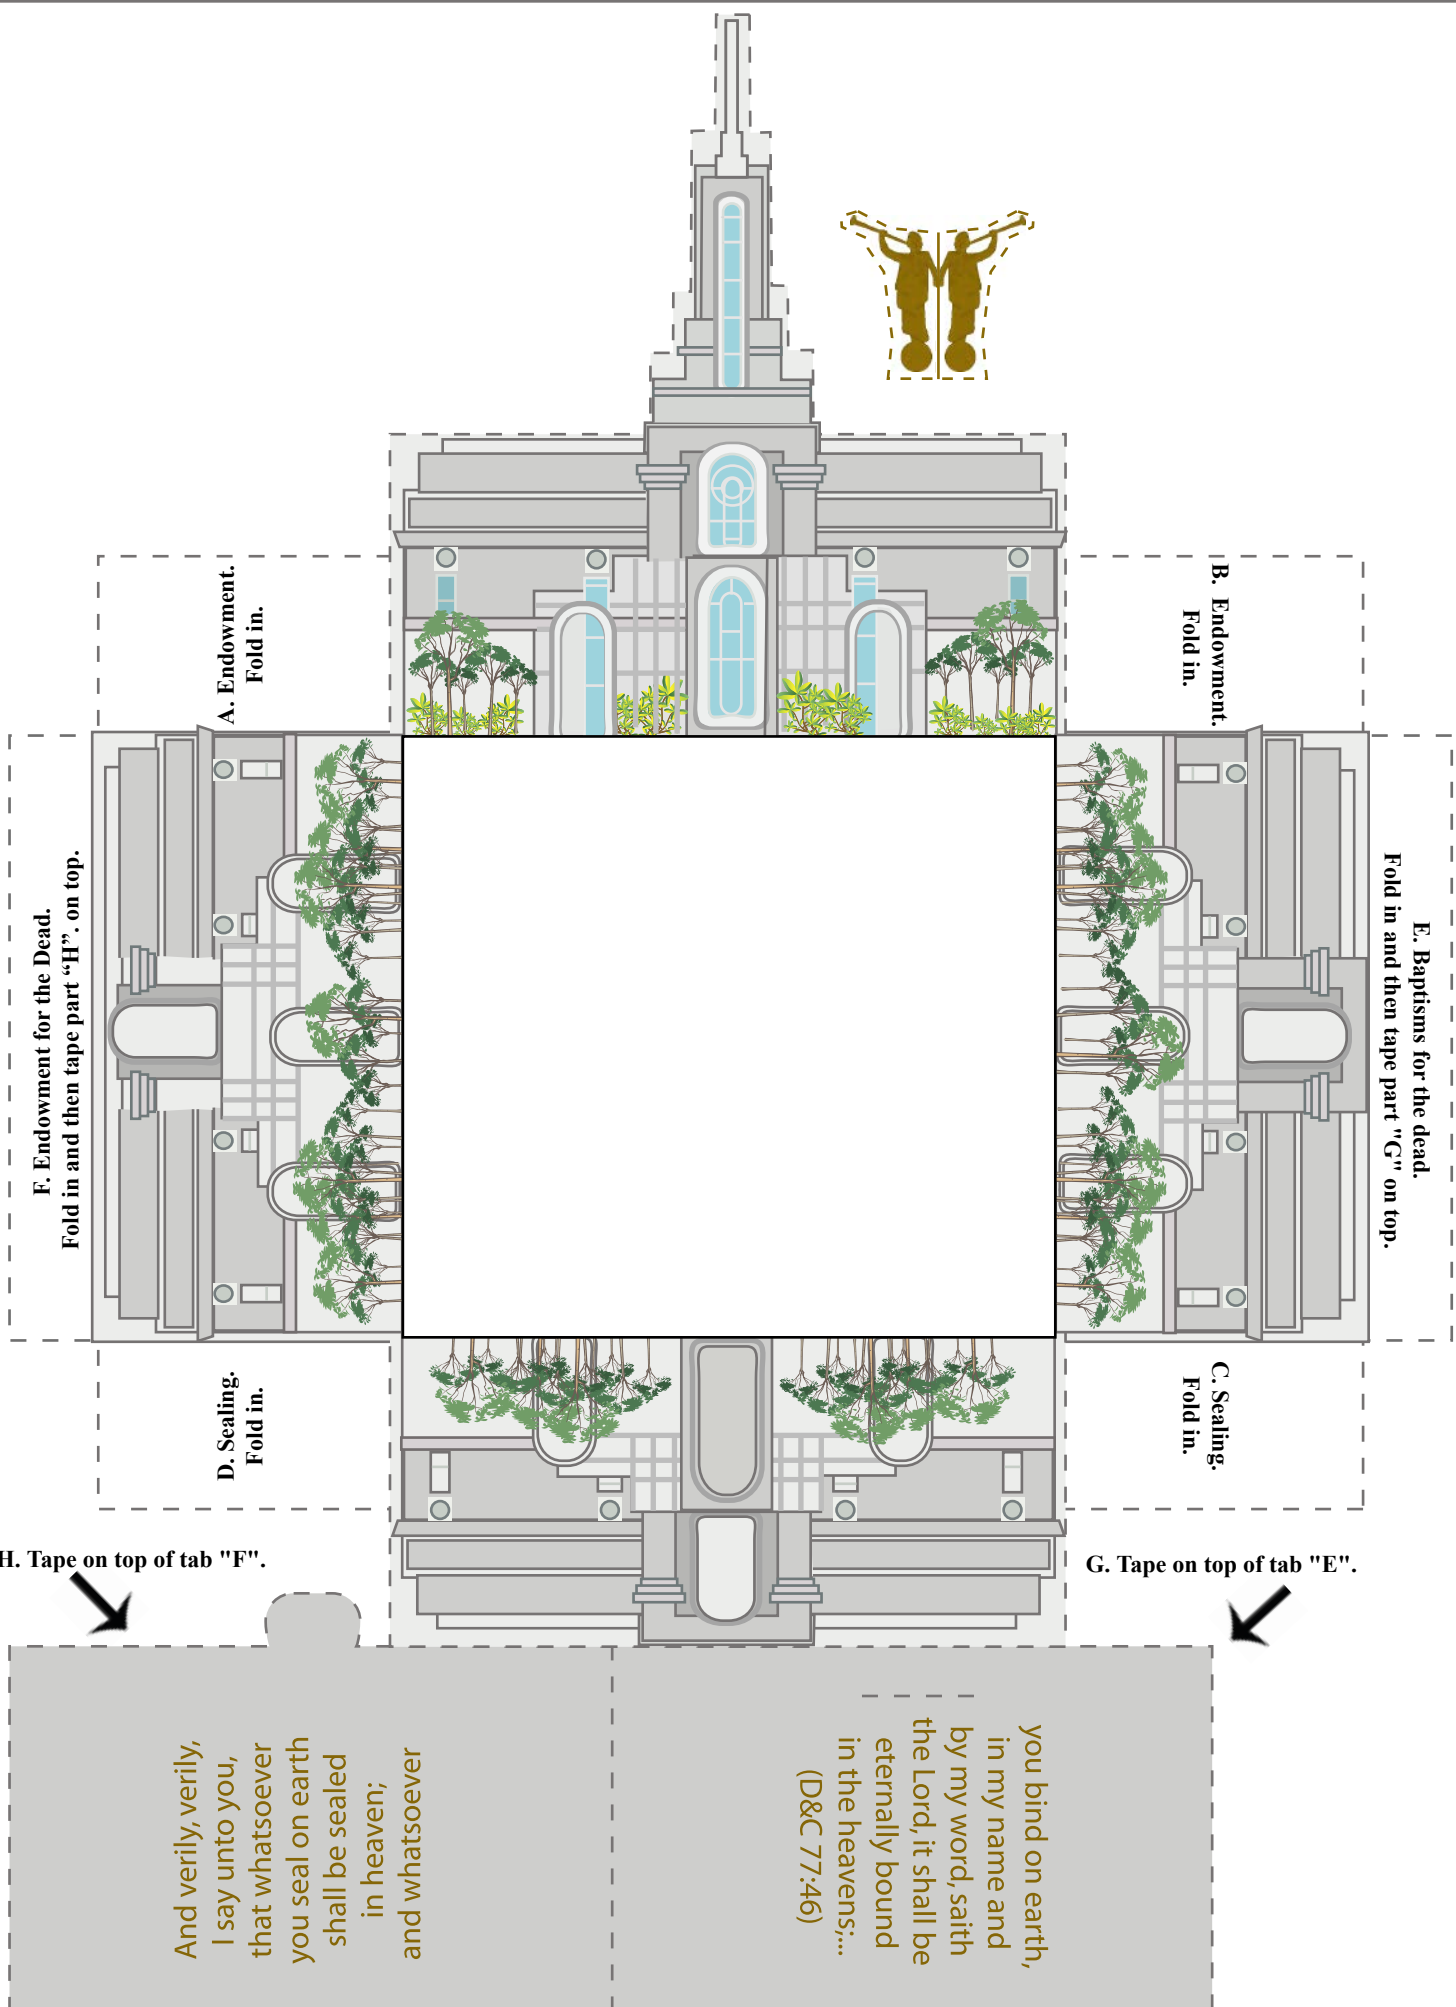 A. Endowment.
Fold in.
B. Endowment.
Fold in.
F. Endowment for the Dead.
Fold in and then tape part “H”. on top.
E. Baptisms for the dead.
Fold in and then tape part "G" on top.
D. Sealing.
Fold in.
C. Sealing.
Fold in.
H. Tape on top of tab "F".
G. Tape on top of tab "E".
And verily, verily,
I say unto you,
that whatsoever
you seal on earth
shall be sealed
in heaven;
and whatsoever
you bind on earth,
in my name and
by my word, saith
the Lord, it shall be
eternally bound
in the heavens;...
(D&C 77:46)